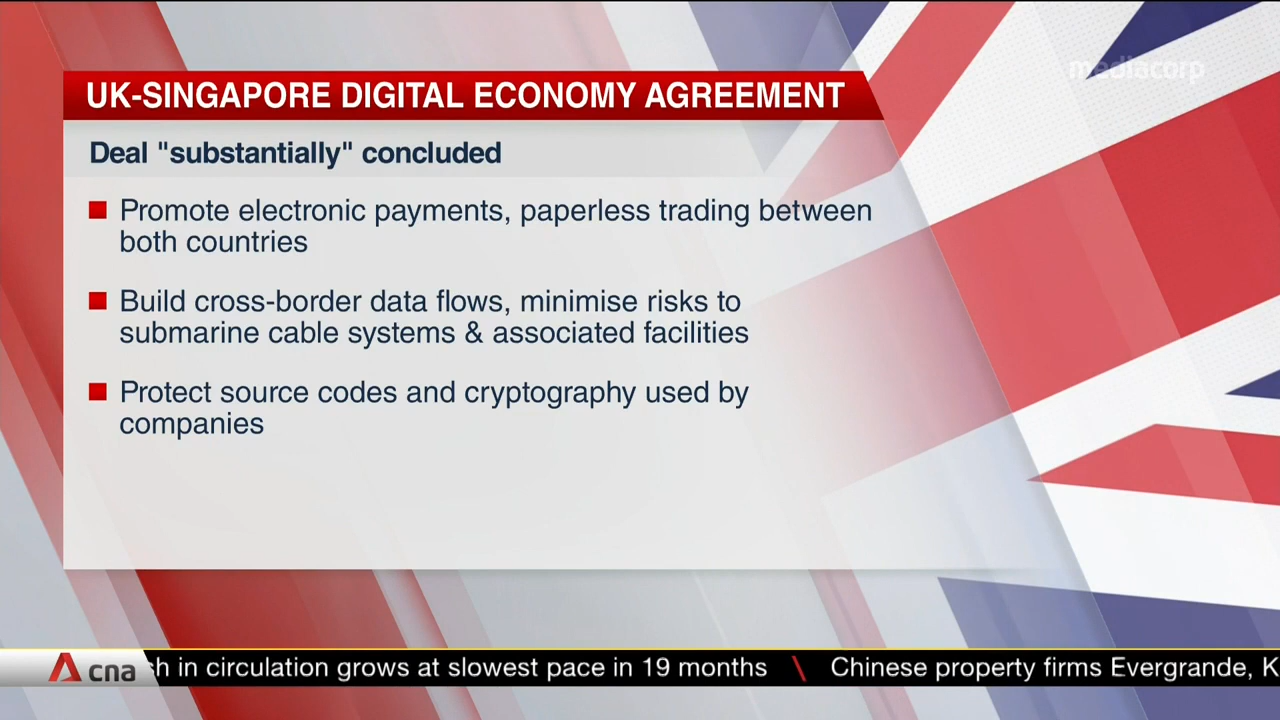 mediacorp
UK-SINGAPORE DIGITAL ECONOMY AGREEMENT
Deal "substantially" concluded
Promote electronic payments, paperless trading between
both countries
Build cross-border data flows, minimise risks to
submarine cable systems & associated facilities
Protect source codes and cryptography used by
companies
cna
in circulation grows at slowest pace in 19 months \ Chinese property firms Evergrande,